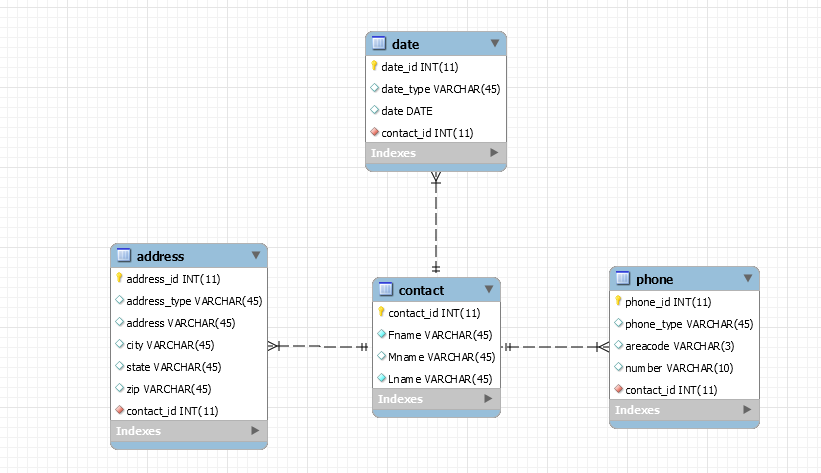 date
date_id INT(11)
date_type VARCHAR(45)
date DATE
contact_id INT(11)
Indexes
address
address_id INT(11)
address_type VARCHAR(45)
address VARCHAR(45)
city VARCHAR(45)
state VARCHAR(45)
zip VARCHAR(45)
contact_id INT(11)
Indexes
contact
contact_id INT(11)
Fname VARCHAR(45)
Mname VARCHAR(45)
Lname VARCHAR(45)
Indexes
phone
phone_id INT(11)
phone_type VARCHAR(45)
areacode VARCHAR(3)
number VARCHAR(10)
contact_id INT(11)
Indexes